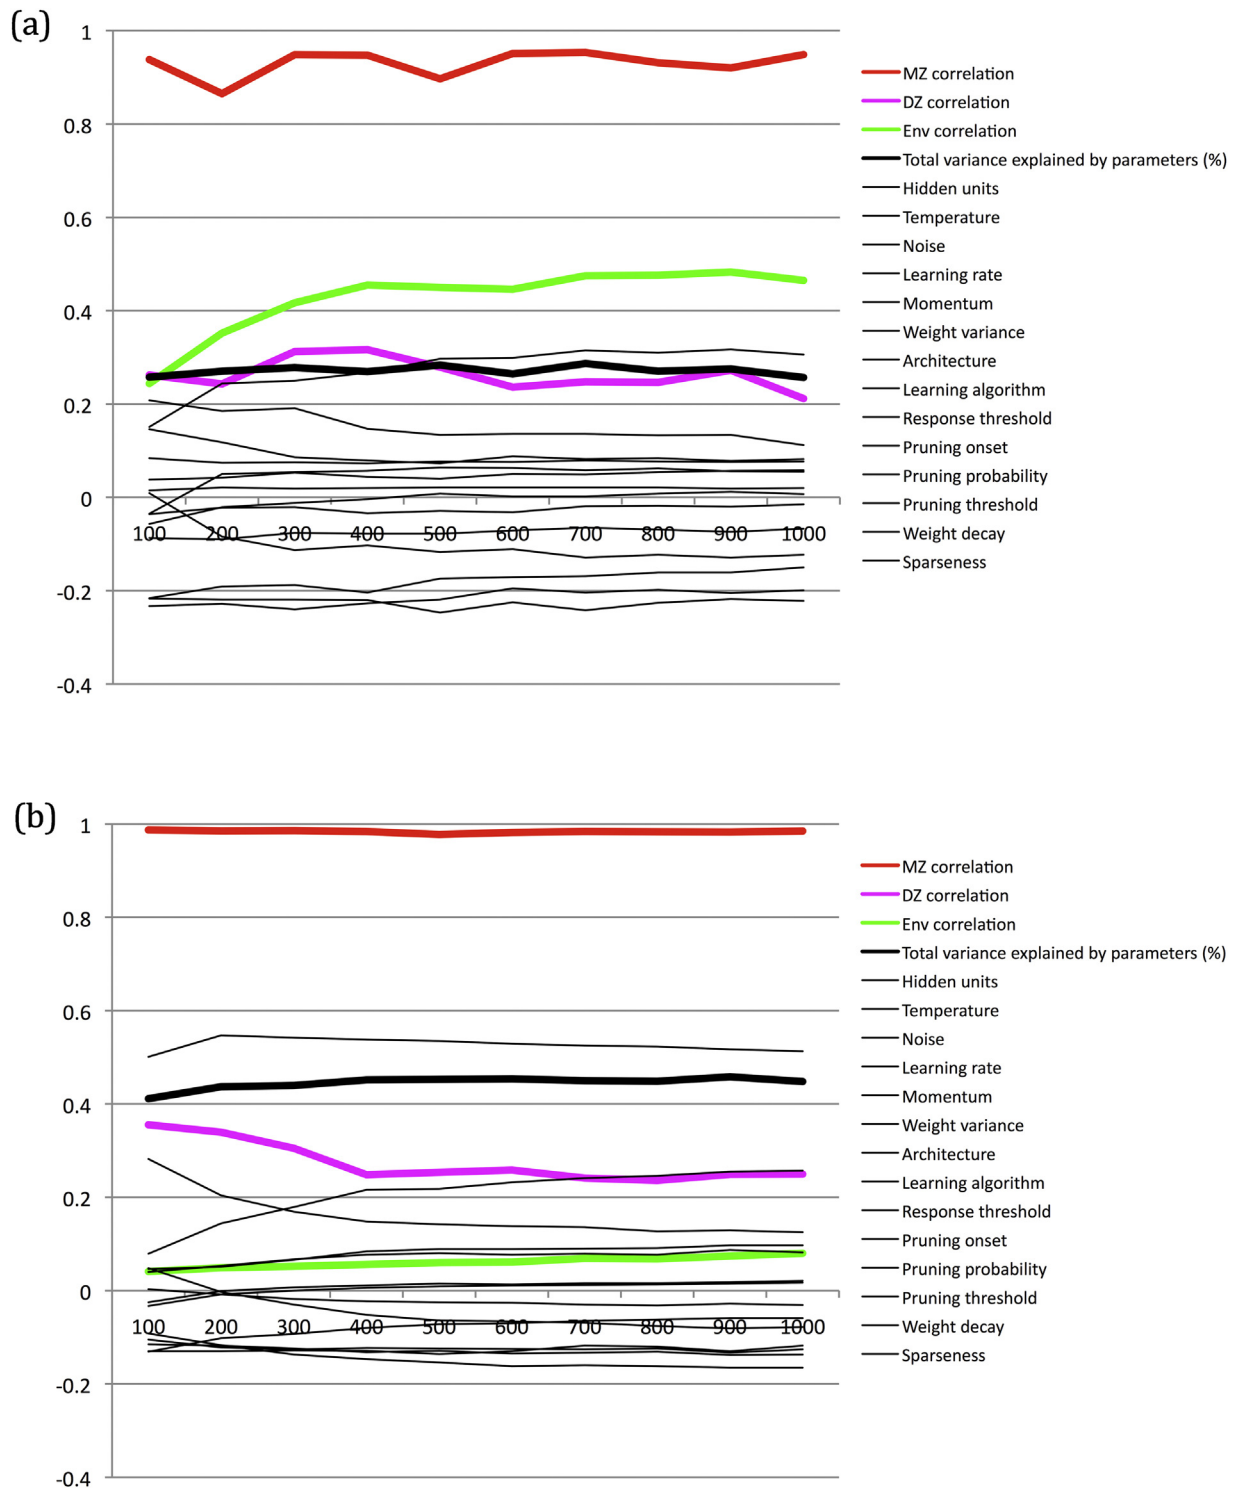 (a)
1
0.8
0.6
0.4
0.2
0
-0.2
-0.4
100 200 300 400 500 600 700 800 900 1000
MZ correlation
DZ correlation
Env correlation
Total variance explained by parameters (%)
Hidden units
Temperature
Noise
Learning rate
Momentum
Weight variance
Architecture
Learning algorithm
Response threshold
Pruning onset
Pruning probability
Pruning threshold
Weight decay
Sparseness
(b)
1
0.8
0.6
0.4
0.2
0
-0.2
-0.4
100 200 300 400 500 600 700 800 900 1000
MZ correlation
DZ correlation
Env correlation
Total variance explained by parameters (%)
Hidden units
Temperature
Noise
Learning rate
Momentum
Weight variance
Architecture
Learning algorithm
Response threshold
Pruning onset
Pruning probability
Pruning threshold
Weight decay
Sparseness